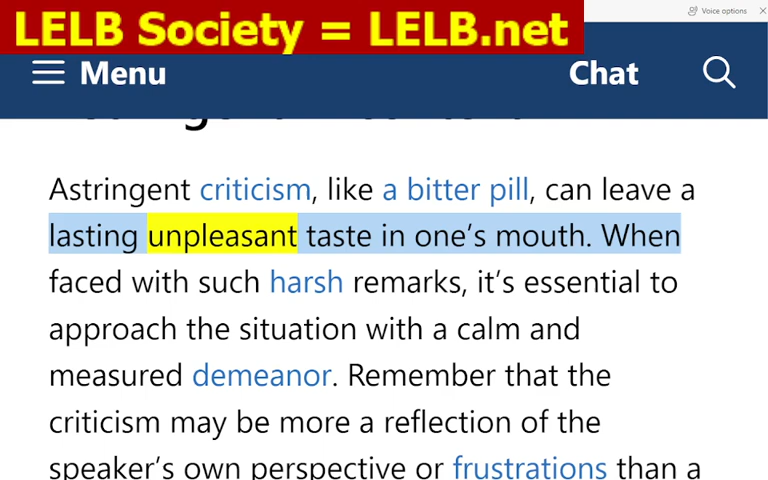 LELB Society = LELB.net
Voice options
Menu
Chat
Astringent criticism, like a bitter pill, can leave a
lasting unpleasant taste in one’s mouth. When
faced with such harsh remarks, it’s essential to
approach the situation with a calm and
measured demeanor. Remember that the
criticism may be more a reflection of the
speaker’s own perspective or frustrations than a